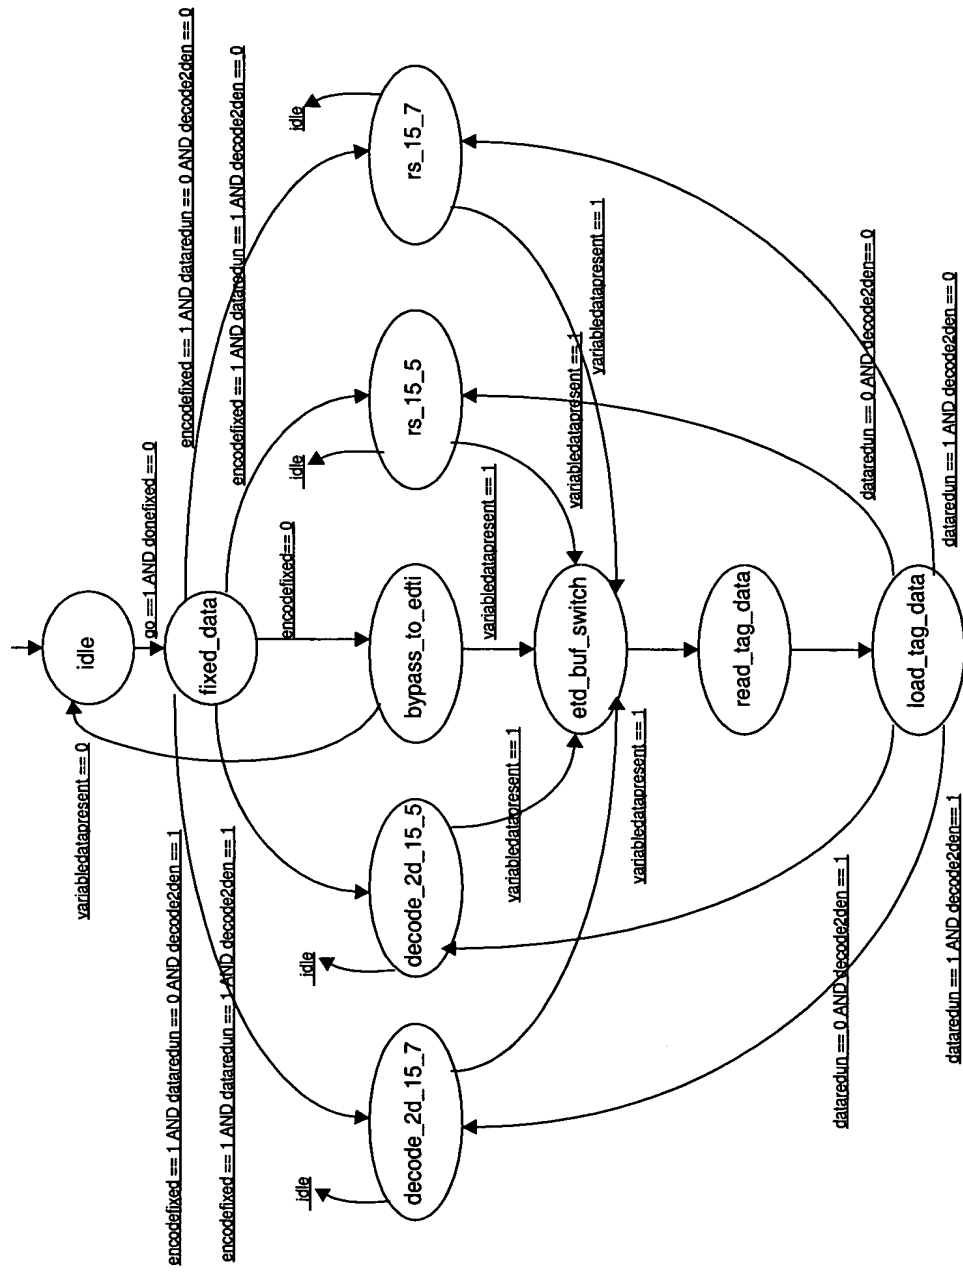 variabledatapresent == 0
idle
go ==1 AND donefixed == 0
encodefixed == 1 AND dataredun == 0 AND decode2den == 1
encodefixed == 1 AND dataredun == 0 AND decode2den == 0
fixed_data
encodefixed == 1 AND dataredun == 1 AND decode2den ==1
encodefixed == 1 AND dataredun == 1 AND decode2den == 0
encodefixed== 0
idle
idle
idle
idle
decode_2d_15_7
decode_2d_15_5
bypass_to_edti
rs_15_5
rs_15_7
variabledatapresent == 1
variabledatapresent == 1
variabledatapresent == 1
variabledatapresent == 1
etd_buf_switch
variabledatapresent == 1
read_tag_data
dataredun == 0 AND decode2den == 1
dataredun == 0 AND decode2den== 0
load_tag_data
dataredun == 1 AND decode2den== 1
dataredun == 1 AND decode2den == 0